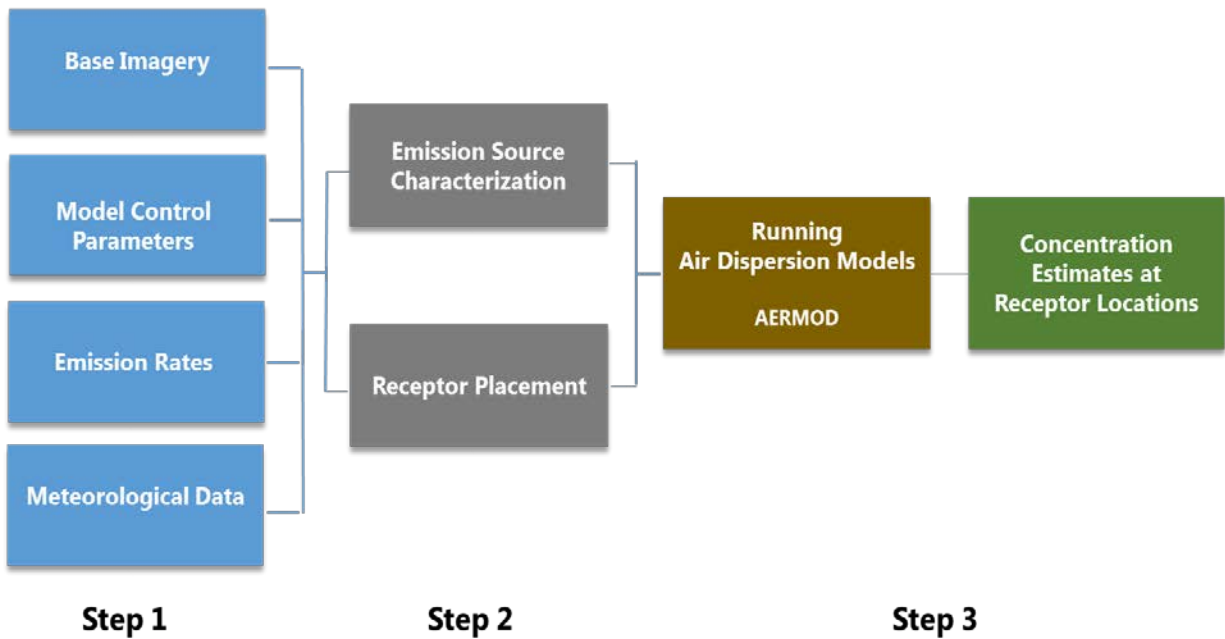 Base Imagery
Model Control
Parameters
Emission Rates
Meteorological Data
Emission Source
Characterization
Receptor Placement
Running
Air Dispersion Models
AERMOD
Concentration
Estimates at
Receptor Locations
Step 1
Step 2
Step 3